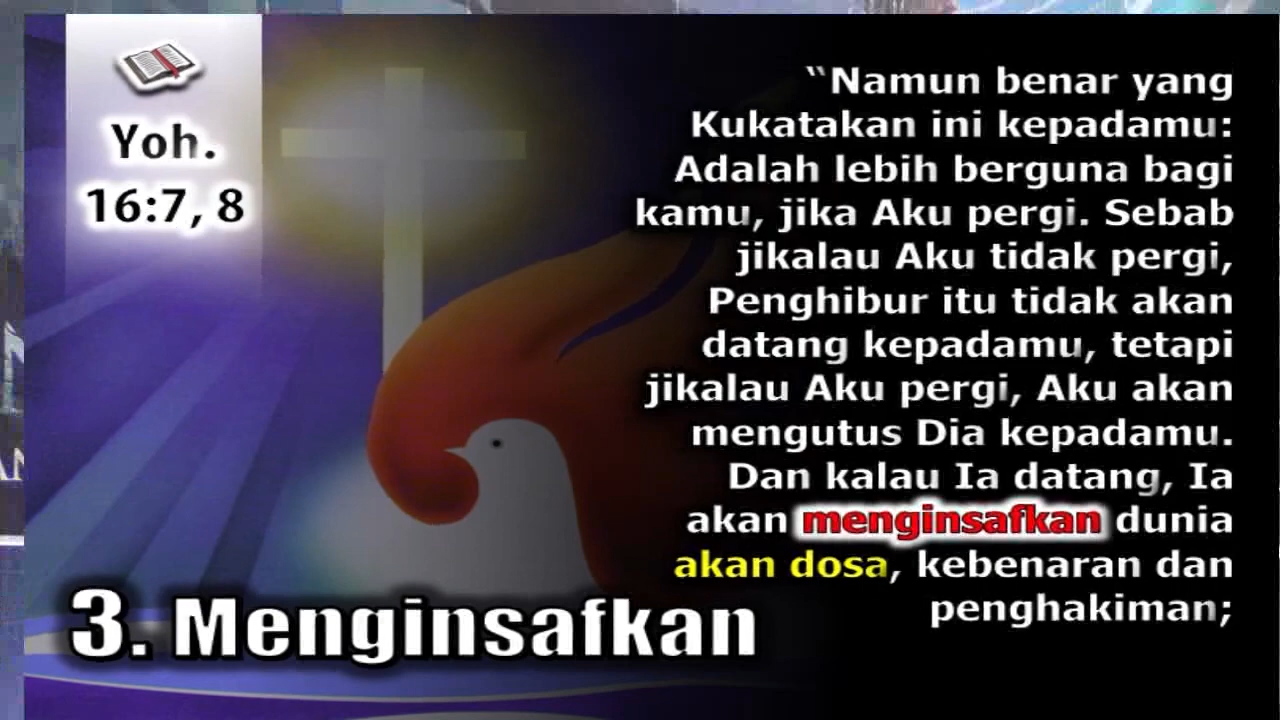 Yoh.
16:7, 8
“Namun benar yang
Kukatakan ini kepadamu:
Adalah lebih berguna bagi
kamu, jika Aku pergi. Sebab
jikalau Aku tidak pergi,
Penghibur itu tidak akan
datang kepadamu, tetapi
jikalau Aku pergi, Aku akan
mengutus Dia kepadamu.
Dan kalau Ia datang, Ia
akan menginsafkan dunia
akan dosa, kebenaran dan
penghakiman;
3. Menginsafkan